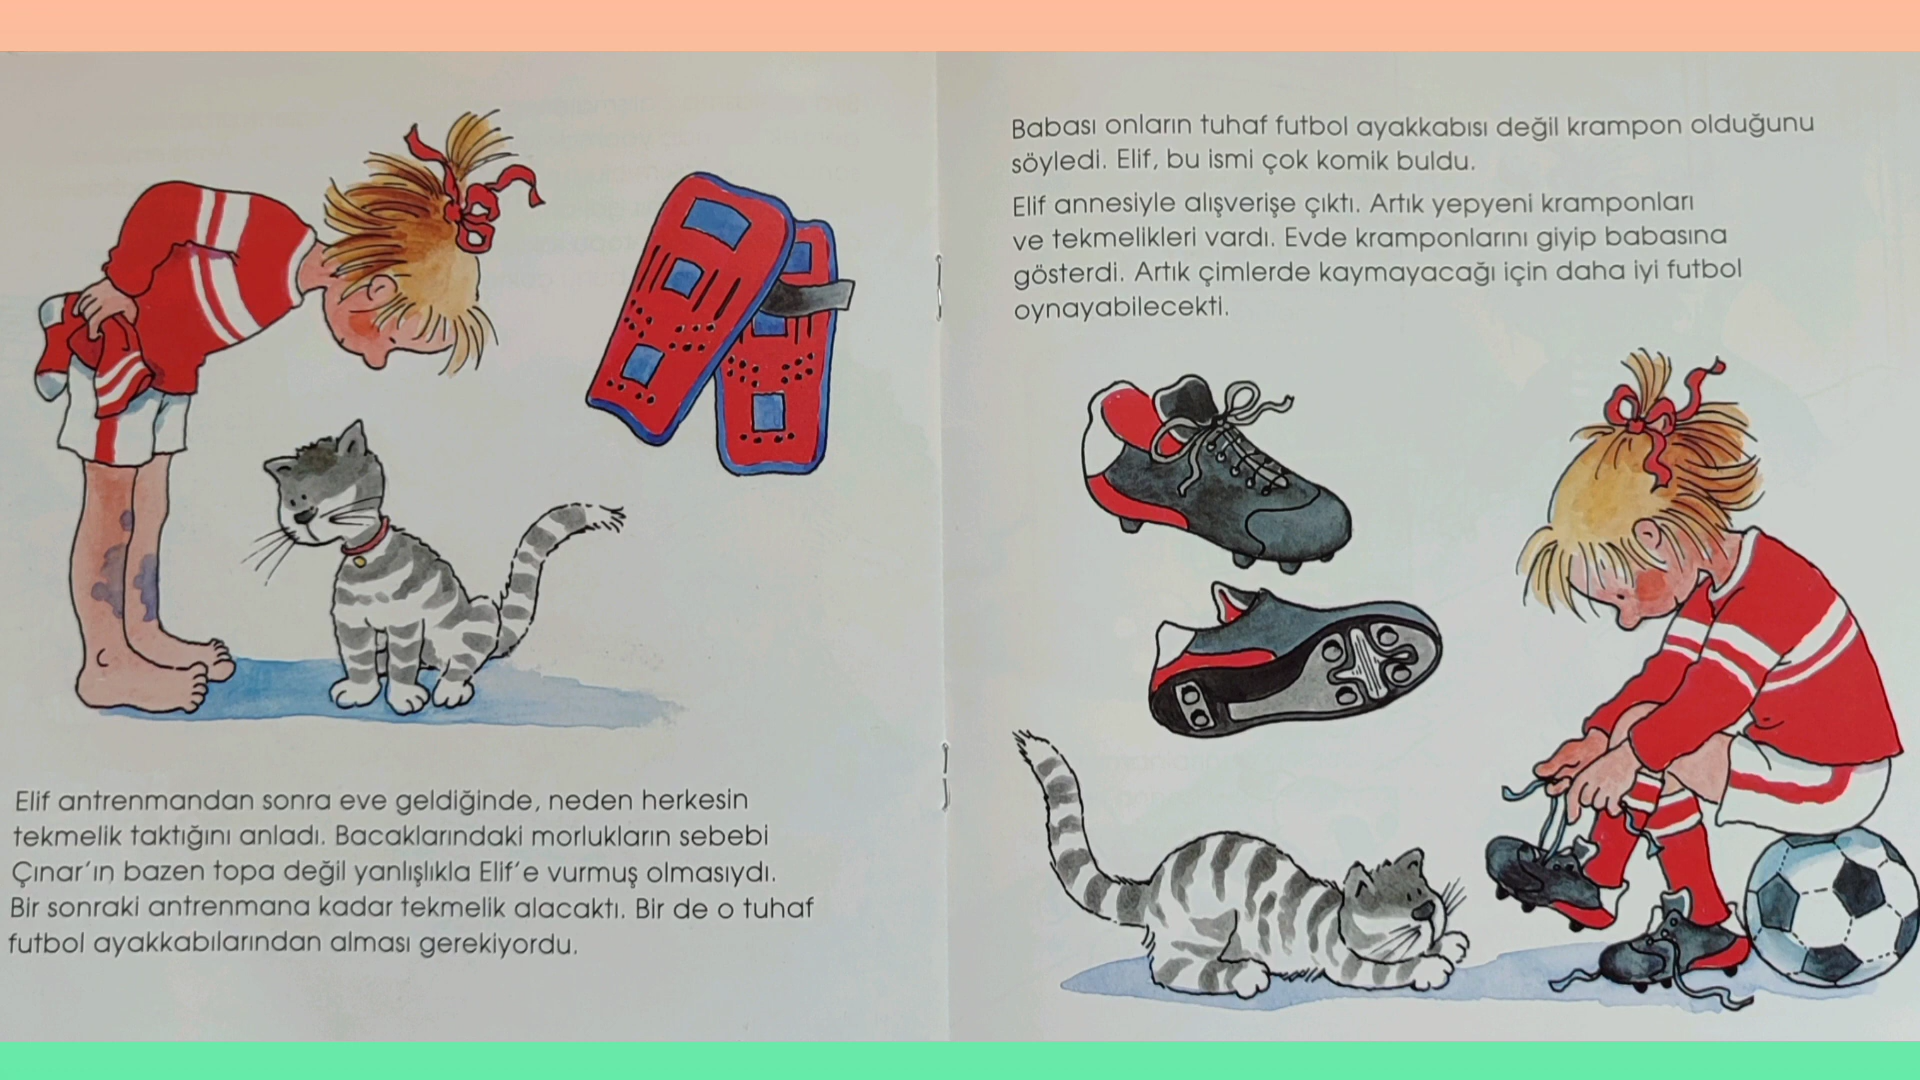 Elif antrenmandan sonra eve geldiğinde, neden herkesin
tekmelik taktığını anladı. Bacaklarındaki morlukların sebebi
Çınar'ın bazen topa değil yanlışlıkla Elif'e vurmuş olmasıydı.
Bir sonraki antrenmana kadar tekmelik alacaktı. Bir de o tuhaf
futbol ayakkabılarından alması gerekiyordu.
Babası onların tuhaf futbol ayakkabısı değil krampon olduğunu
söyledi. Elif, bu ismi çok komik buldu.
Elif annesiyle alışverişe çıktı. Artık yepyeni kramponları
ve tekmelikleri vardı. Evde kramponlarını giyip babasına
gösterdi. Artık çimlerde kaymayacağı için daha iyi futbol
oynayabilecekti.